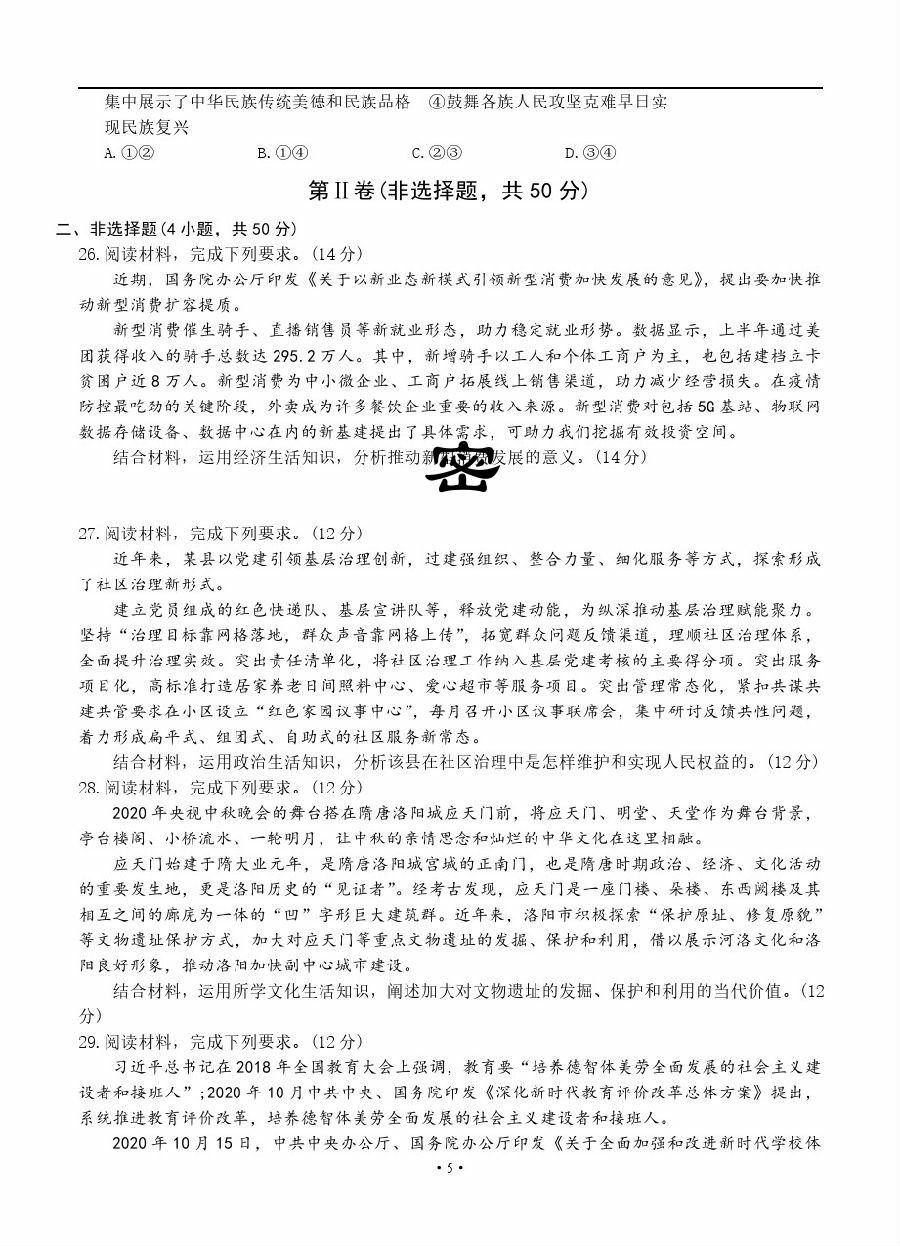 集中展示了中华民族传统美德和民族品格　④鼓舞各族人民攻坚克难早日实
现民族复兴
A.①②　B.①④　C.②③　D.③④
第Ⅱ卷(非选择题，共 50 分)
二、非选择题(4 小题，共 50 分)
26.阅读材料，完成下列要求。(14 分)
近期，国务院办公厅印发《关于以新业态新模式引领新型消费加快发展的意见》，提出要加快推
动新型消费扩容提质。
新型消费催生骑手、直播销售员等新就业形态，助力稳定就业形势。数据显示，上半年通过美
团获得收入的骑手总数达 295.2 万人。其中，新增骑手以工人和个体工商户为主，也包括建档立卡
贫困户近 8 万人。新型消费为中小微企业、工商户拓展线上销售渠道，助力减少经营损失。在疫情
防控最吃劲的关键阶段，外卖成为许多餐饮企业重要的收入来源。新型消费对包括 5G 基站、物联网
数据存储设备、数据中心在内的新基建提出了具体需求，可助力我们挖掘有效投资空间。
结合材料，运用经济生活知识，分析推动新型消费发展的意义。(14 分)
密
27.阅读材料，完成下列要求。(12 分)
近年来，某县以党建引领基层治理创新，过建强组织、整合力量、细化服务等方式，探索形成
了社区治理新形式。
建立党员组成的红色快递队、基层宣讲队等，释放党建动能，为纵深推动基层治理赋能聚力。
坚持“治理目标靠网格落地，群众声音靠网格上传”，拓宽群众问题反馈渠道，理顺社区治理体系，
全面提升治理实效。突出责任清单化，将社区治理工作纳入基层党建考核的主要得分项。突出服务
项目化，高标准打造居家养老日间照料中心、爱心超市等服务项目。突出管理常态化，紧扣共谋共
建共管要求在小区设立“红色家园议事中心”，每月召开小区议事联席会，集中研讨反馈共性问题，
着力形成扁平式、组团式、自助式的社区服务新常态。
结合材料，运用政治生活知识，分析该县在社区治理中是怎样维护和实现人民权益的。(12 分)
28.阅读材料，完成下列要求。(12 分)
2020 年央视中秋晚会的舞台搭在隋唐洛阳城应天门前，将应天门、明堂、天堂作为舞台背景，
亭台楼阁、小桥流水、一轮明月，让中秋的亲情思念和灿烂的中华文化在这里相融。
应天门始建于隋大业元年，是隋唐洛阳城宫城的正南门，也是隋唐时期政治、经济、文化活动
的重要发生地，更是洛阳历史的“见证者”。经考古发现，应天门是一座门楼、朵楼、东西阙楼及其
相互之间的廊庑为一体的“凹”字形巨大建筑群。近年来，洛阳市积极探索“保护原址、修复原貌”
等文物遗址保护方式，加大对应天门等重点文物遗址的发掘、保护和利用，借以展示河洛文化和洛
阳良好形象，推动洛阳加快副中心城市建设。
结合材料，运用所学文化生活知识，阐述加大对文物遗址的发掘、保护和利用的当代价值。(12
分)
29.阅读材料，完成下列要求。(12 分)
习近平总书记在 2018 年全国教育大会上强调，教育要“培养德智体美劳全面发展的社会主义建
设者和接班人”;2020 年 10 月中共中央、国务院印发《深化新时代教育评价改革总体方案》提出，
系统推进教育评价改革，培养德智体美劳全面发展的社会主义建设者和接班人。
2020 年 10 月 15 日，中共中央办公厅、国务院办公厅印发《关于全面加强和改进新时代学校体
·5·